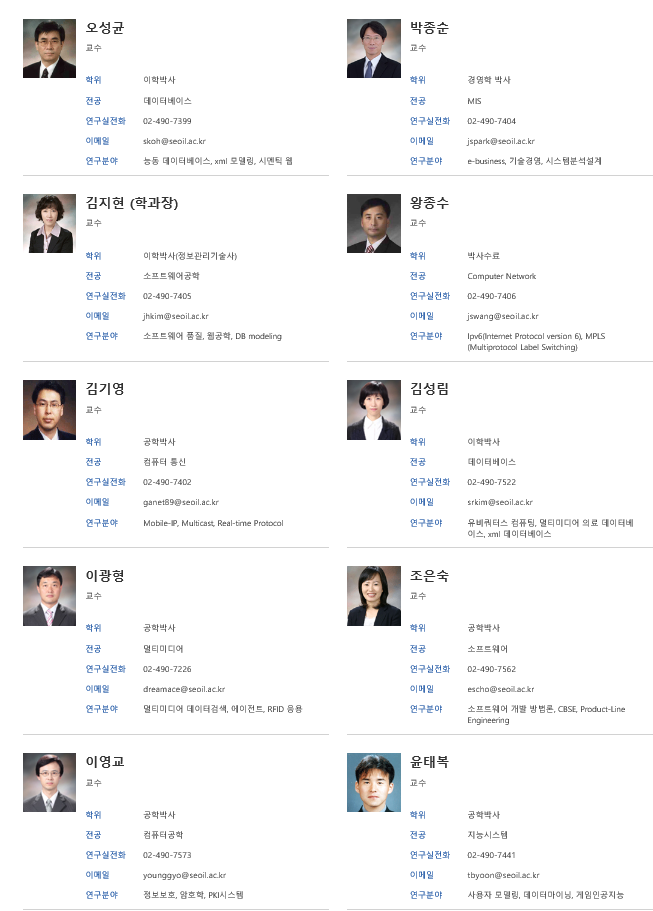 오성균
교수
학위 이학박사
전공 데이터베이스
연구실전화 02-490-7399
이메일 skoh@seoil.ac.kr
연구분야 능동 데이터베이스, xml 모델링, 시맨틱 웹
박종순
교수
학위 경영학 박사
전공 MIS
연구실전화 02-490-7404
이메일 jspark@seoil.ac.kr
연구분야 e-business, 기술경영, 시스템분석설계
김지현 (학과장)
교수
학위 이학박사(정보관리기술사)
전공 소프트웨어공학
연구실전화 02-490-7405
이메일 jhkim@seoil.ac.kr
연구분야 소프트웨어 품질, 웹공학, DB modeling
왕종수
교수
학위 박사수료
전공 Computer Network
연구실전화 02-490-7406
이메일 jswang@seoil.ac.kr
연구분야 Ipv6(Internet Protocol version 6), MPLS
(Multiprotocol Label Switching)
김기영
교수
학위 공학박사
전공 컴퓨터 통신
연구실전화 02-490-7402
이메일 ganet89@seoil.ac.kr
연구분야 Mobile-IP, Multicast, Real-time Protocol
김성림
교수
학위 이학박사
전공 데이터베이스
연구실전화 02-490-7522
이메일 srkim@seoil.ac.kr
연구분야 유비쿼터스 컴퓨팅, 멀티미디어 의료 데이터베
이스, xml 데이터베이스
이광형
교수
학위 공학박사
전공 멀티미디어
연구실전화 02-490-7226
이메일 dreamace@seoil.ac.kr
연구분야 멀티미디어 데이터검색, 에이전트, RFID 응용
조은숙
교수
학위 공학박사
전공 소프트웨어
연구실전화 02-490-7562
이메일 escho@seoil.ac.kr
연구분야 소프트웨어 개발 방법론, CBSE, Product-Line
Engineering
이영교
교수
학위 공학박사
전공 컴퓨터공학
연구실전화 02-490-7573
이메일 younggyo@seoil.ac.kr
연구분야 정보보호, 암호학, PKI시스템
윤태복
교수
학위 공학박사
전공 지능시스템
연구실전화 02-490-7441
이메일 tbyoon@seoil.ac.kr
연구분야 사용자 모델링, 데이터마이닝, 게임인공지능